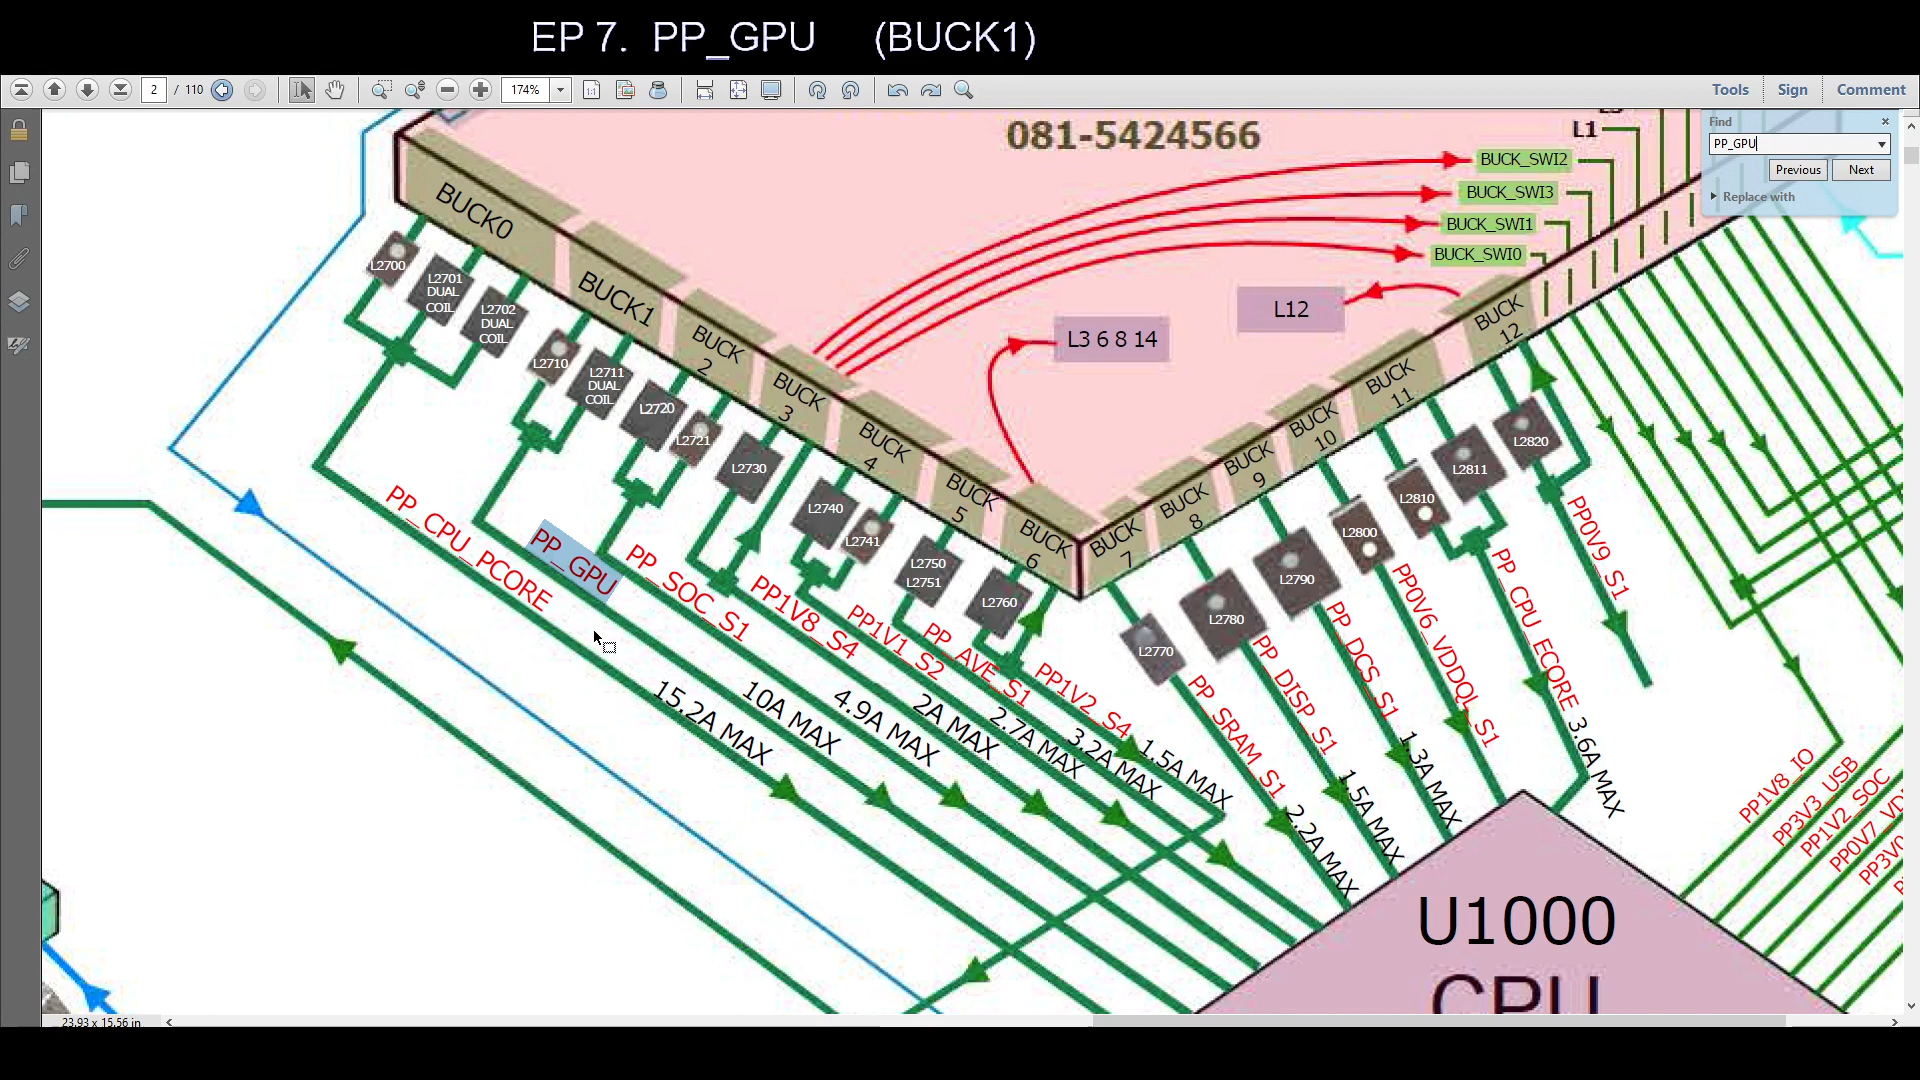 EP 7. PP_GPU (BUCK1)
2 / 110
174%
Tools
Sign
Comment
Find
PP_GPU
Previous
Next
Replace with
081-5424566
L1
BUCK_SWI2
BUCK_SWI3
BUCK_SWI1
BUCK_SWI0
L12
L3 6 8 14
BUCK0
BUCK1
BUCK
2
BUCK
3
BUCK
4
BUCK
5
BUCK
6
BUCK
7
BUCK
8
BUCK
9
BUCK
10
BUCK
11
BUCK
12
L2700
L2701
DUAL
COIL
L2702
DUAL
COIL
L2710
L2711
DUAL
COIL
L2720
L2721
L2730
L2740
L2741
L2750
L2751
L2760
L2770
L2780
L2790
L2800
L2810
L2811
L2820
PP_CPU_PCORE
15.2A MAX
PP_GPU
10A MAX
PP_SOC_S1
4.9A MAX
PP1V8_S4
2A MAX
PP1V1_S2
2.7A MAX
PP_AVE_S1
3.2A MAX
PP1V2_S4
1.5A MAX
PP_SRAM_S1
2.2A MAX
PP_DISP_S1
1.5A MAX
PP_DCS_S1
1.3A MAX
PP0V6_VDDQL_S1
PP_CPU_ECORE
3.6A MAX
PP0V9_S1
PP1V8_IO
PP3V3_USB
PP1V2_SOC
U1000
CPU
23.93 x 15.56 in